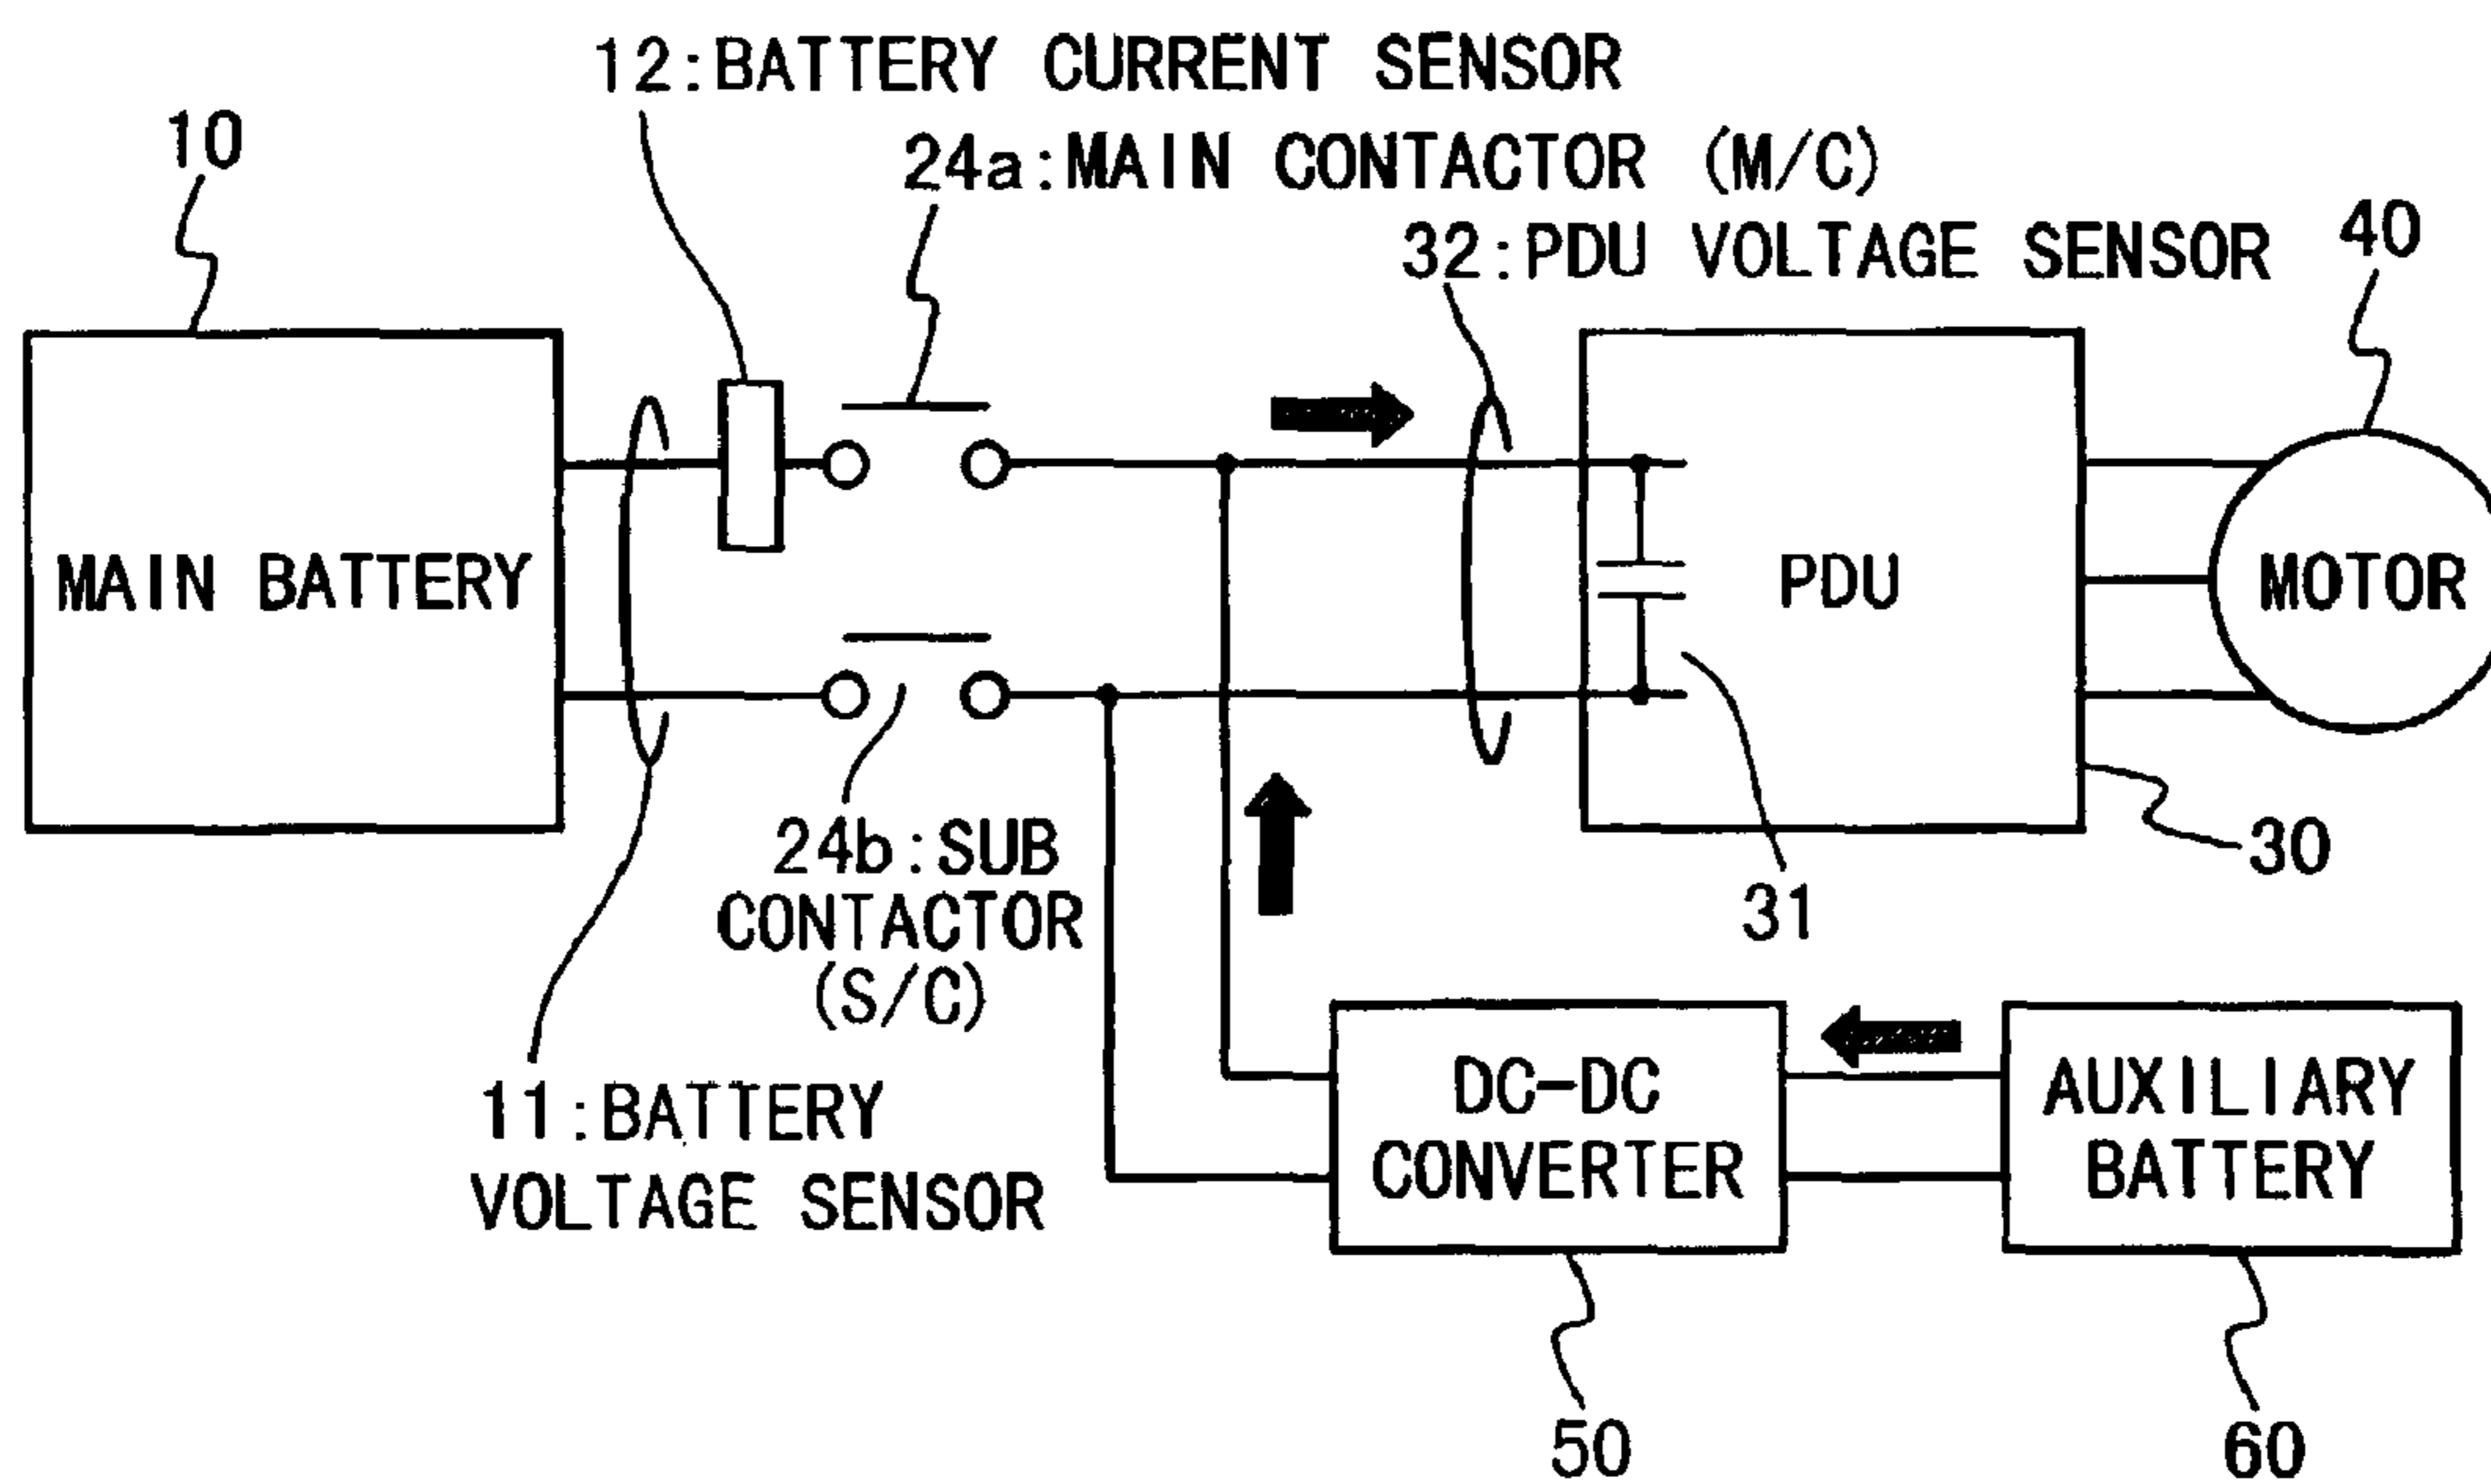 12:BATTERY CURRENT SENSOR
10
24a:MAIN CONTACTOR (M/C)
32:PDU VOLTAGE SENSOR
40
MAIN BATTERY
PDU
MOTOR
24b:SUB
CONTACTOR
(S/C)
30
31
11:BATTERY
VOLTAGE SENSOR
DC-DC
CONVERTER
AUXILIARY
BATTERY
50
60